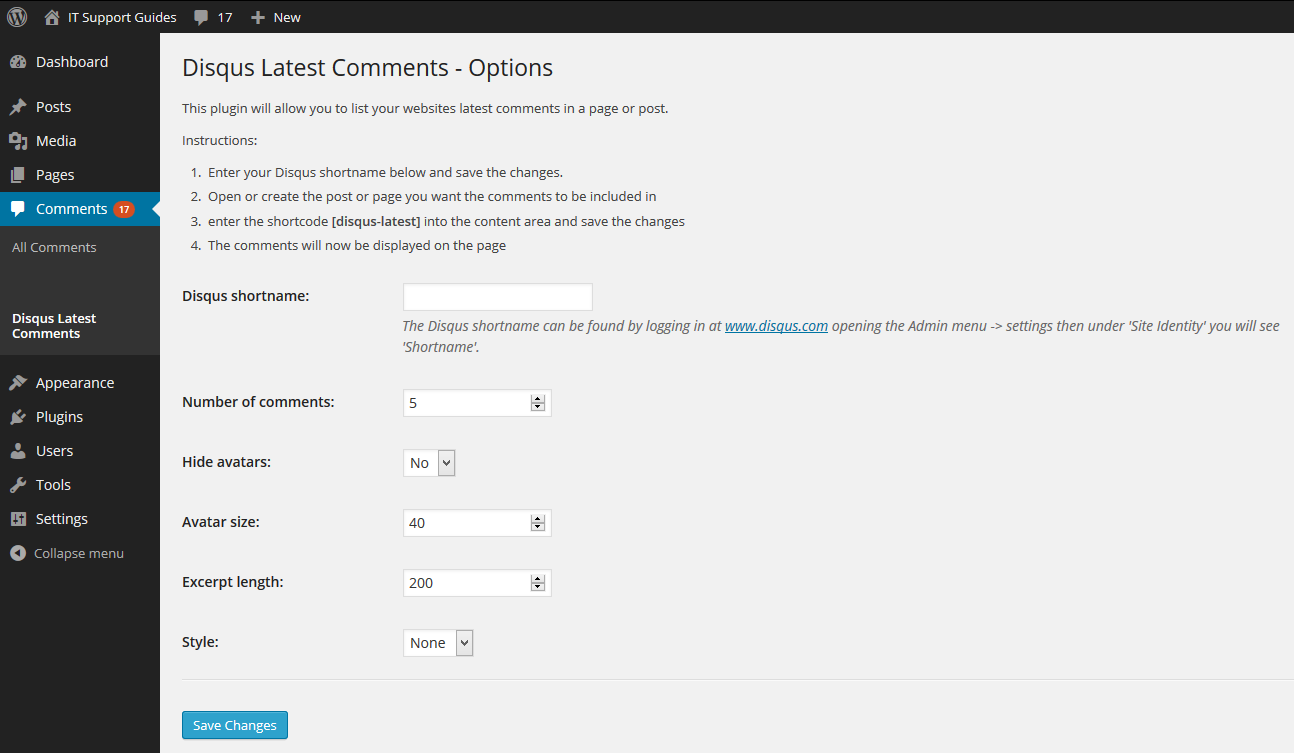 IT Support Guides 17 New
Dashboard
Posts
Media
Pages
Comments 17
All Comments
Disqus Latest
Comments
Appearance
Plugins
Users
Tools
Settings
Collapse menu
Disqus Latest Comments - Options
This plugin will allow you to list your websites latest comments in a page or post.
Instructions:
1. Enter your Disqus shortname below and save the changes.
2. Open or create the post or page you want the comments to be included in
3. enter the shortcode [disqus-latest] into the content area and save the changes
4. The comments will now be displayed on the page
Disqus shortname:
The Disqus shortname can be found by logging in at www.disqus.com opening the Admin menu -> settings then under 'Site Identity' you will see
'Shortname'.
Number of comments: 5
Hide avatars: No
Avatar size: 40
Excerpt length: 200
Style: None
Save Changes